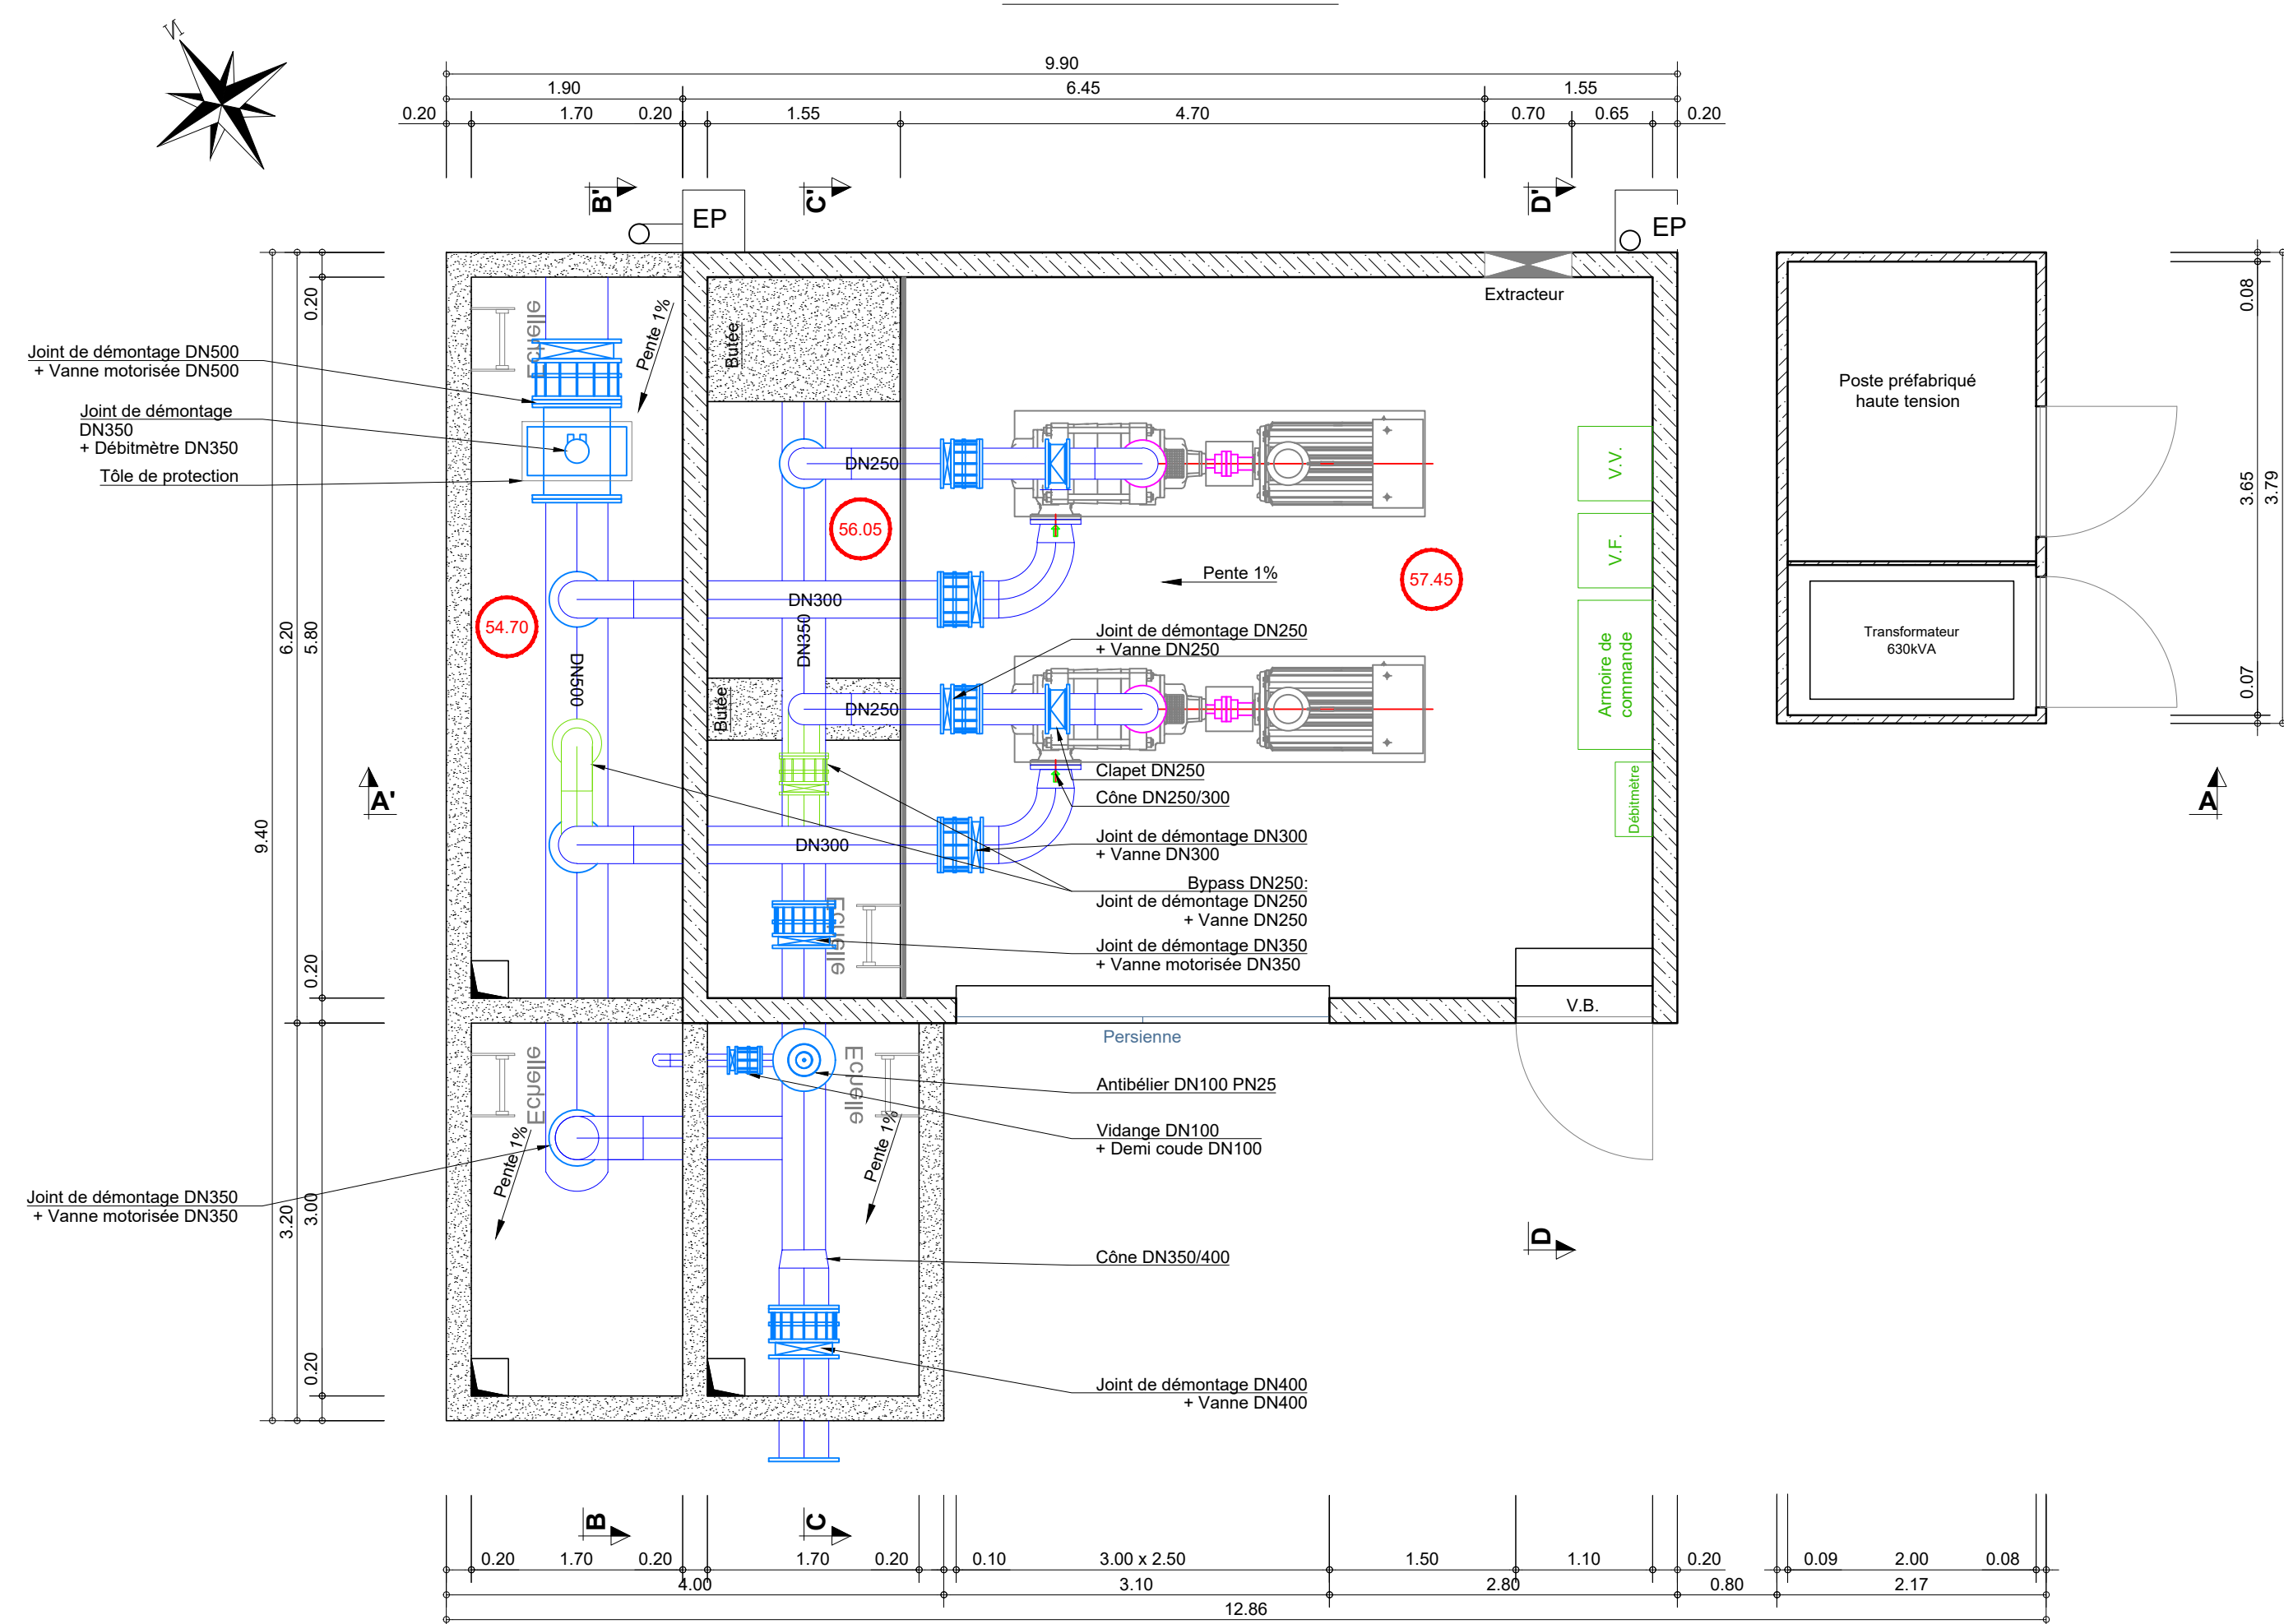 N
9.90
1.90
6.45
1.55
0.20
1.70
0.20
1.55
4.70
0.70
0.65
0.20
B'
C'
D'
EP
EP
Extracteur
Echelle
Pente 1%
Butée
Joint de démontage DN500
+ Vanne motorisée DN500
Joint de démontage
DN350
+ Débitmètre DN350
Tôle de protection
Poste préfabriqué
haute tension
Transformateur
630kVA
0.08
3.65
3.79
0.07
DN250
56.05
V.V.
V.F.
Pente 1%
57.45
DN300
54.70
DN350
DN500
Joint de démontage DN250
+ Vanne DN250
Armoire de
commande
Butée
DN250
Clapet DN250
Cône DN250/300
Débitmètre
A'
A
DN300
Joint de démontage DN300
+ Vanne DN300
Bypass DN250:
Joint de démontage DN250
+ Vanne DN250
Echelle
Joint de démontage DN350
+ Vanne motorisée DN350
V.B.
Persienne
0.20
6.20
5.80
9.40
0.20
3.20
3.00
0.20
Echelle
Echelle
Antibélier DN100 PN25
Vidange DN100
+ Demi coude DN100
Pente 1%
Pente 1%
Joint de démontage DN350
+ Vanne motorisée DN350
Cône DN350/400
D
Joint de démontage DN400
+ Vanne DN400
B
C
0.20
1.70
0.20
1.70
0.20
0.10
3.00 x 2.50
1.50
1.10
0.20
0.09
2.00
0.08
4.00
3.10
2.80
0.80
2.17
12.86